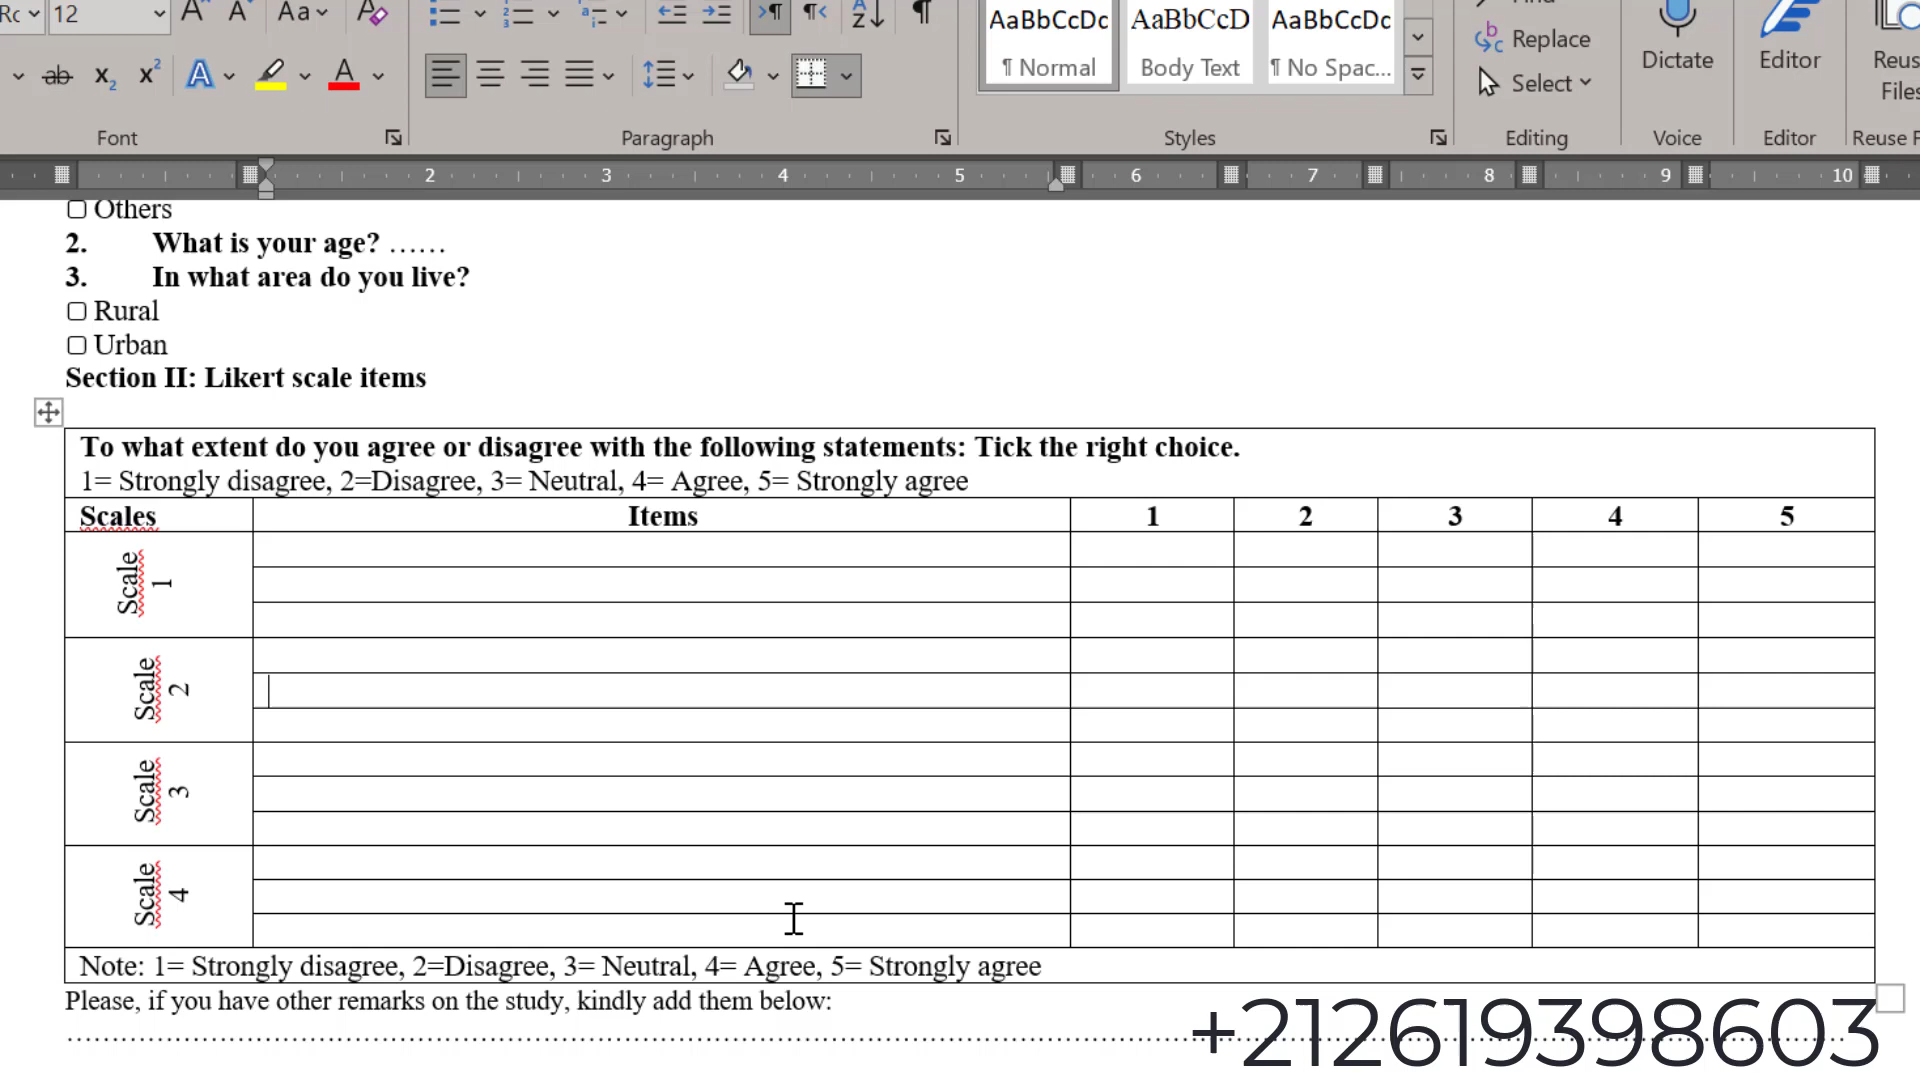 12
Aa
Find
AaBbCcDc AaBbCcD AaBbCcDc
¶ Normal Body Text ¶ No Spac...
Replace
Select
Dictate
Editor
Reus
Files
ab x₂ x² A A
Font Paragraph Styles Editing Voice Editor Reuse F
2 3 4 5 6 7 8 9 10
Others
2. What is your age? ……
3. In what area do you live?
Rural
Urban
Section II: Likert scale items
To what extent do you agree or disagree with the following statements: Tick the right choice.
1= Strongly disagree, 2=Disagree, 3= Neutral, 4= Agree, 5= Strongly agree
Scales Items 1 2 3 4 5
Scale 1
Scale 2
Scale 3
Scale 4
Note: 1= Strongly disagree, 2=Disagree, 3= Neutral, 4= Agree, 5= Strongly agree
Please, if you have other remarks on the study, kindly add them below:
+212619398603